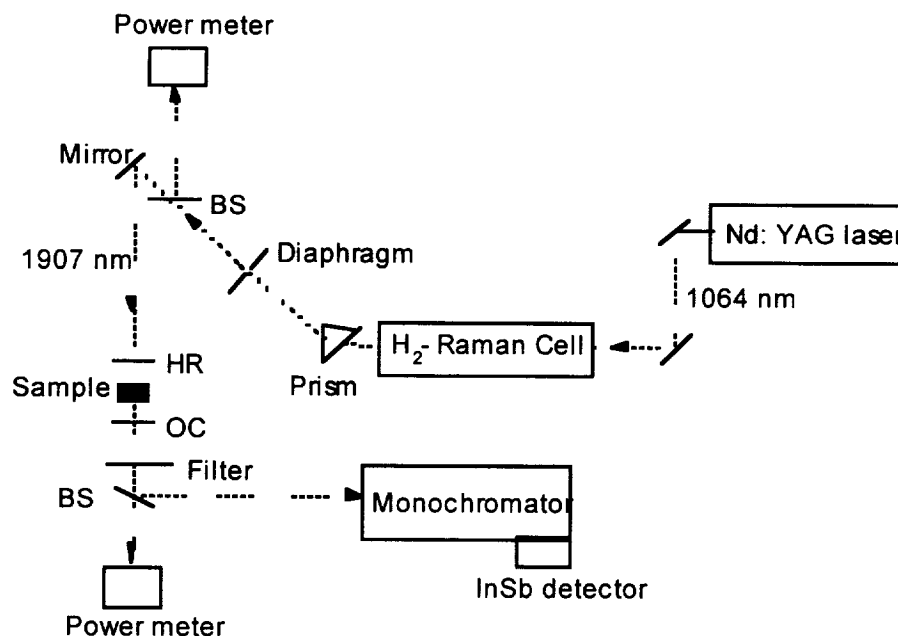 Power meter
Mirror
BS
Nd: YAG laser
Diaphragm
1907 nm
1064 nm
H2- Raman Cell
HR
Prism
Sample
OC
Filter
BS
Monochromator
InSb detector
Power meter